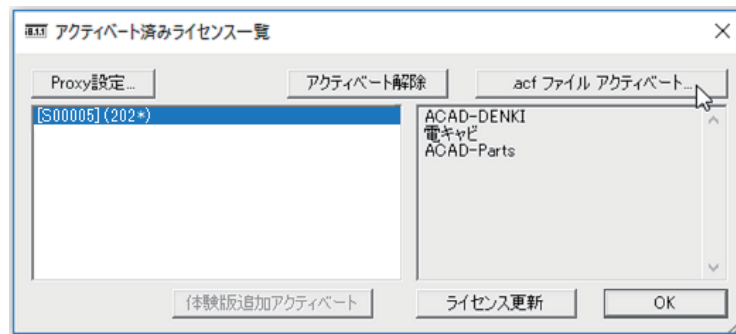 i8.1.1 アクティベート済みライセンス一覧
Proxy設定...
アクティベート解除
.acf ファイル アクティベート...
[S00005](202*)
ACAD-DENKI
電キャビ
ACAD-Parts
体験版追加アクティベート
ライセンス更新
OK